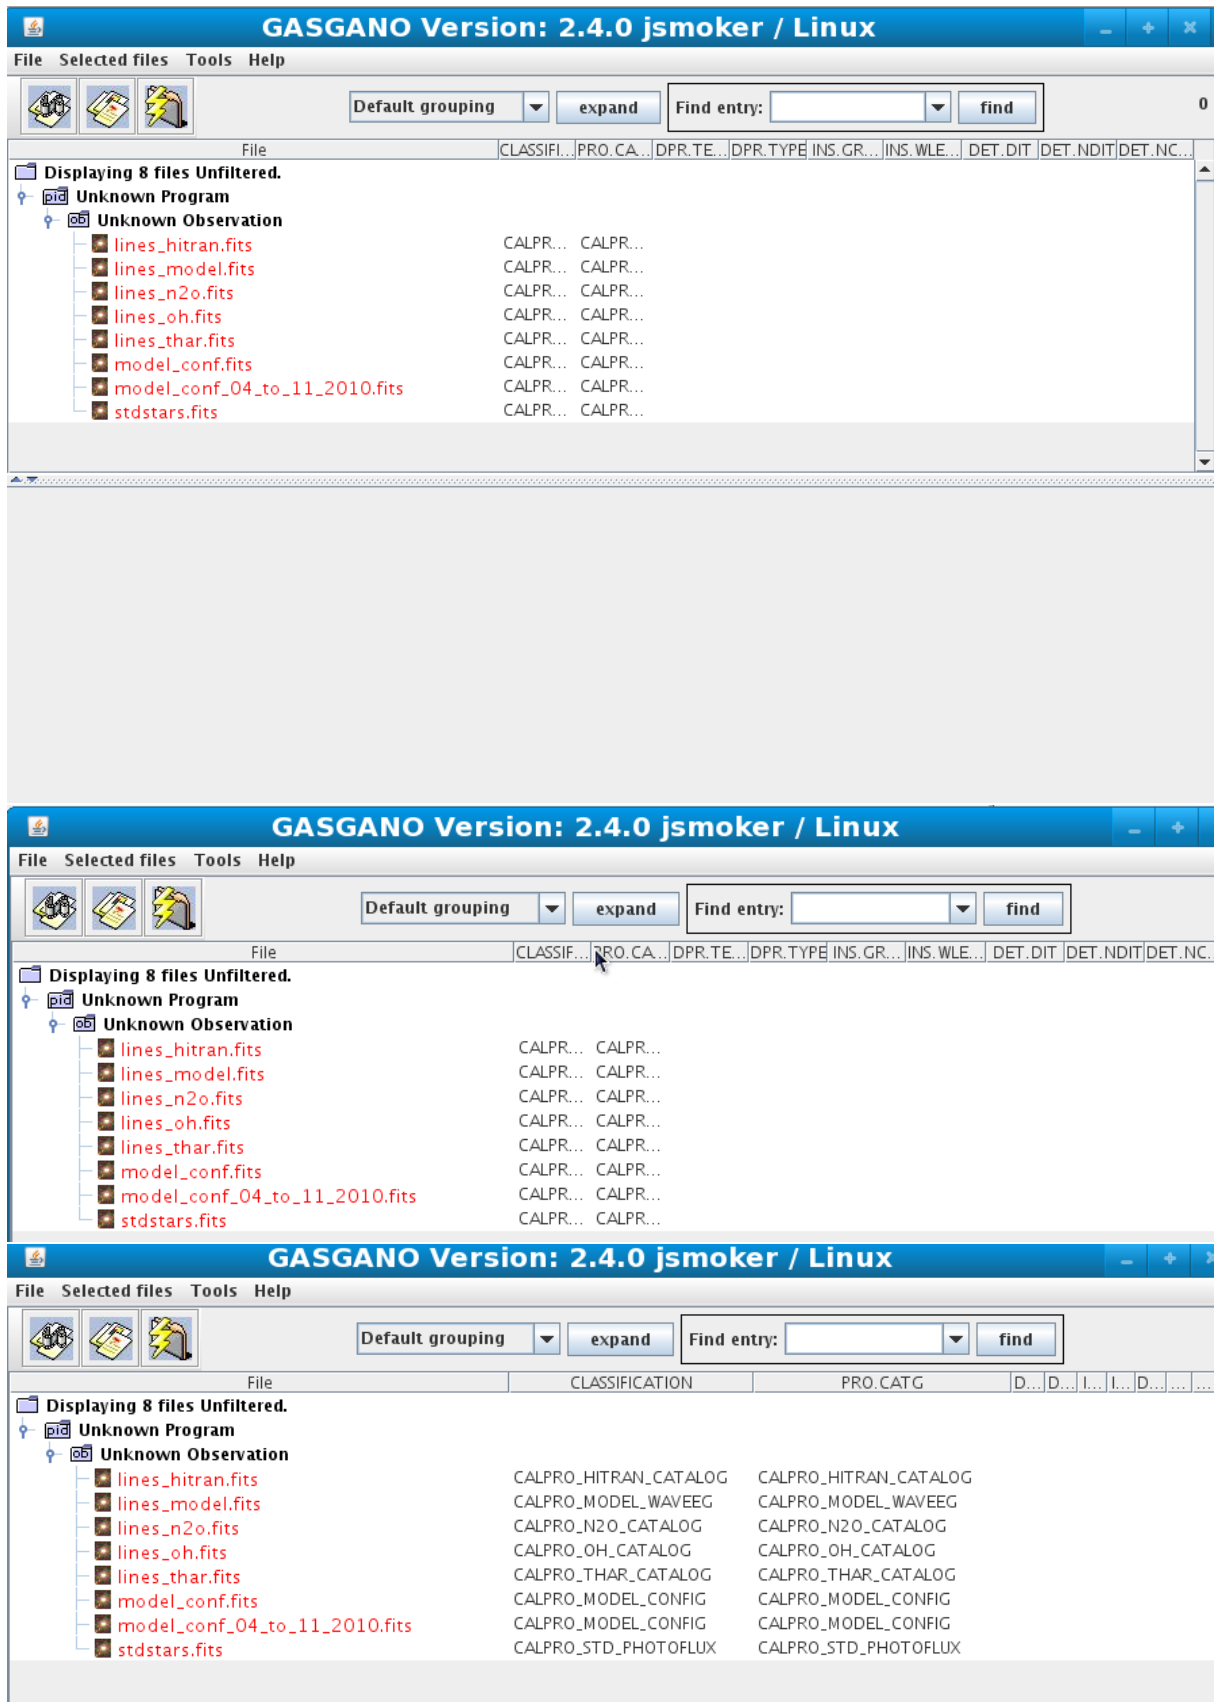 GASGANO Version: 2.4.0 jsmoker / Linux
File Selected files Tools Help
Default grouping expand Find entry: find 0
File CLASSIFI... PRO.CA... DPR.TE... DPR.TYPE INS.GR... INS.WLE... DET.DIT DET.NDIT DET.NC...
Displaying 8 files Unfiltered.
pid Unknown Program
ob Unknown Observation
lines_hitran.fits CALPR... CALPR...
lines_model.fits CALPR... CALPR...
lines_n2o.fits CALPR... CALPR...
lines_oh.fits CALPR... CALPR...
lines_thar.fits CALPR... CALPR...
model_conf.fits CALPR... CALPR...
model_conf_04_to_11_2010.fits CALPR... CALPR...
stdstars.fits CALPR... CALPR...
GASGANO Version: 2.4.0 jsmoker / Linux
File Selected files Tools Help
Default grouping expand Find entry: find
File CLASSIF... PRO.CA... DPR.TE... DPR.TYPE INS.GR... INS.WLE... DET.DIT DET.NDIT DET.NC..
Displaying 8 files Unfiltered.
pid Unknown Program
ob Unknown Observation
lines_hitran.fits CALPR... CALPR...
lines_model.fits CALPR... CALPR...
lines_n2o.fits CALPR... CALPR...
lines_oh.fits CALPR... CALPR...
lines_thar.fits CALPR... CALPR...
model_conf.fits CALPR... CALPR...
model_conf_04_to_11_2010.fits CALPR... CALPR...
stdstars.fits CALPR... CALPR...
GASGANO Version: 2.4.0 jsmoker / Linux
File Selected files Tools Help
Default grouping expand Find entry: find
File CLASSIFICATION PRO.CATG D... D... I... I... D... ... ...
Displaying 8 files Unfiltered.
pid Unknown Program
ob Unknown Observation
lines_hitran.fits CALPRO_HITRAN_CATALOG CALPRO_HITRAN_CATALOG
lines_model.fits CALPRO_MODEL_WAVEEG CALPRO_MODEL_WAVEEG
lines_n2o.fits CALPRO_N2O_CATALOG CALPRO_N2O_CATALOG
lines_oh.fits CALPRO_OH_CATALOG CALPRO_OH_CATALOG
lines_thar.fits CALPRO_THAR_CATALOG CALPRO_THAR_CATALOG
model_conf.fits CALPRO_MODEL_CONFIG CALPRO_MODEL_CONFIG
model_conf_04_to_11_2010.fits CALPRO_MODEL_CONFIG CALPRO_MODEL_CONFIG
stdstars.fits CALPRO_STD_PHOTOFLUX CALPRO_STD_PHOTOFLUX